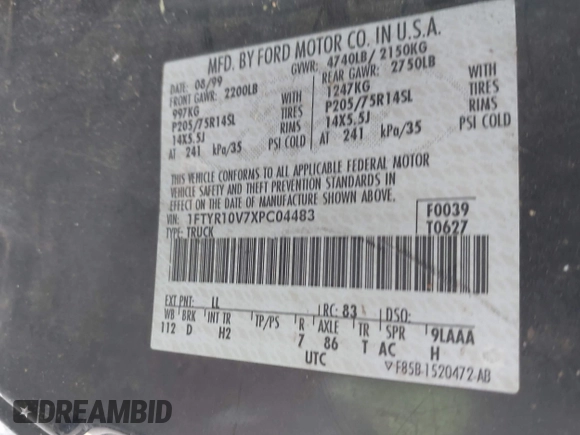 MFD. BY FORD MOTOR CO. IN U.S.A.
DATE: 08/99 GVWR: 4740LB/ 2150KG
FRONT GAWR: 2200LB REAR GAWR: 2750LB
997KG WITH 1247KG WITH
P205/75R14SL TIRES P205/75R14SL TIRES
14X5.5J RIMS 14X5.5J RIMS
AT 241 kPa/35 PSI COLD AT 241 kPa/35 PSI COLD
THIS VEHICLE CONFORMS TO ALL APPLICABLE FEDERAL MOTOR
VEHICLE SAFETY AND THEFT PREVENTION STANDARDS IN
EFFECT ON THE DATE OF MANUFACTURE SHOWN ABOVE.
VIN: 1FTYR10V7XPC04483 F0039
TYPE: TRUCK T0627
EXT PNT: LL RC: 83 DSO:
WB BRK INT TR TP/PS R AXLE TR SPR 9LAAA
112 D H2 7 86 T AC H
UTC F85B-1520472-AB
DREAMBID